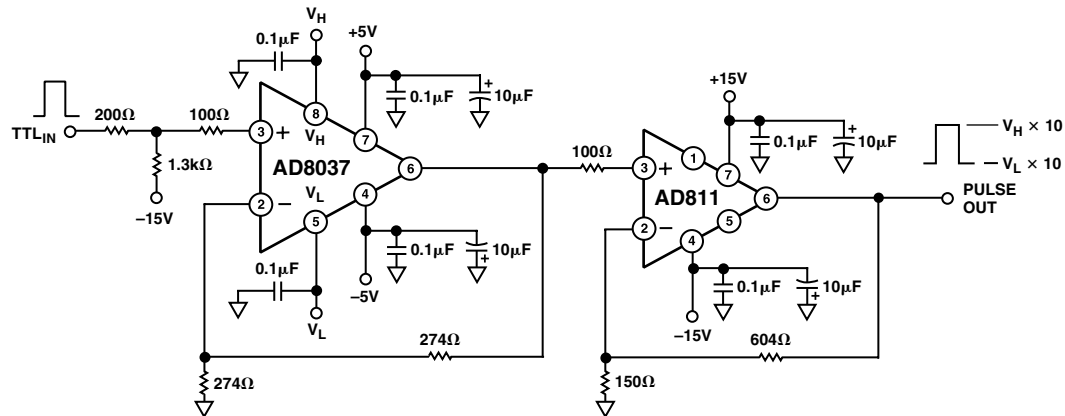 V_H
0.1μF
+5V
0.1μF
10μF
+
TTL_IN
200Ω
100Ω
1.3kΩ
–15V
3
+
8
V_H
7
AD8037
6
2
–
V_L
5
4
0.1μF
V_L
–5V
0.1μF
10μF
+
274Ω
274Ω
100Ω
+15V
0.1μF
10μF
+
3
+
1
7
AD811
6
2
–
5
4
–15V
0.1μF
10μF
+
604Ω
150Ω
V_H × 10
V_L × 10
PULSE
OUT